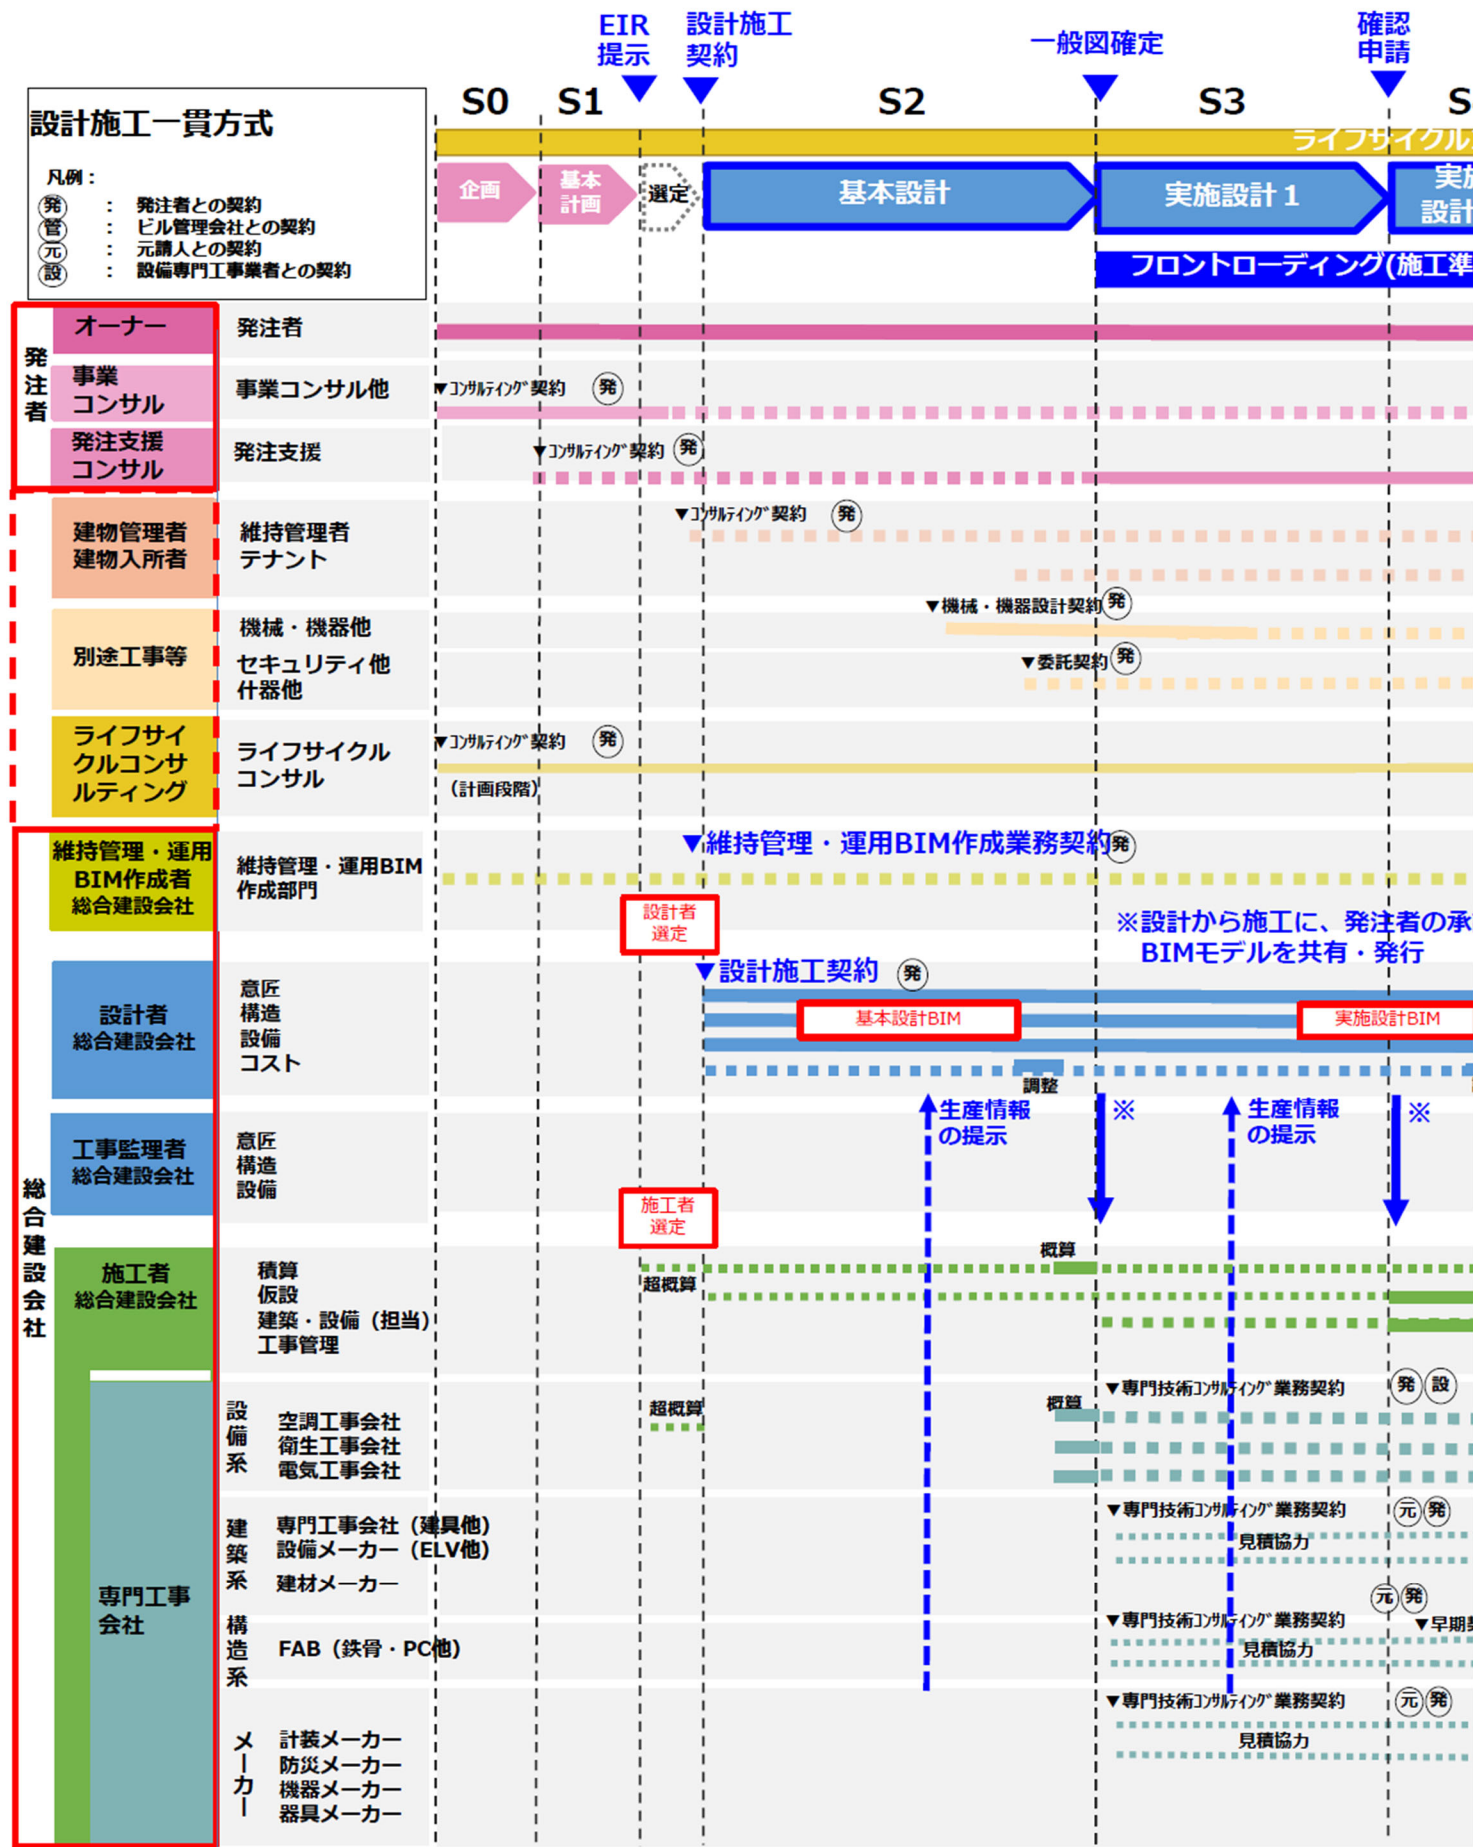 EIR
提示
設計施工
契約
一般図確定
確認
申請
S0
S1
S2
S3
S
設計施工一貫方式
凡例：
発 ： 発注者との契約
管 ： ビル管理会社との契約
元 ： 元請人との契約
設 ： 設備専門工事業者との契約
ライフサイクル
企画
基本
計画
選定
基本設計
実施設計１
実施
設計
フロントローディング(施工準
発注者
オーナー
発注者
事業
コンサル
事業コンサル他
▼ｺﾝｻﾙﾃｨﾝｸﾞ契約 発
発注支援
コンサル
発注支援
▼ｺﾝｻﾙﾃｨﾝｸﾞ契約 発
建物管理者
建物入所者
維持管理者
テナント
▼ｺﾝｻﾙﾃｨﾝｸﾞ契約 発
別途工事等
機械・機器他
セキュリティ他
什器他
▼機械・機器設計契約 発
▼委託契約 発
ライフサイ
クルコンサ
ルティング
ライフサイクル
コンサル
▼ｺﾝｻﾙﾃｨﾝｸﾞ契約 発
（計画段階）
総合建設会社
維持管理・運用
BIM作成者
総合建設会社
維持管理・運用BIM
作成部門
▼維持管理・運用BIM作成業務契約 発
設計者
選定
※設計から施工に、発注者の承
BIMモデルを共有・発行
設計者
総合建設会社
意匠
構造
設備
コスト
▼設計施工契約 発
基本設計BIM
実施設計BIM
調整
生産情報
の提示
※
生産情報
の提示
※
工事監理者
総合建設会社
意匠
構造
設備
施工者
選定
施工者
総合建設会社
積算
仮設
建築・設備（担当）
工事管理
超概算
概算
専門工事
会社
設備系
空調工事会社
衛生工事会社
電気工事会社
超概算
概算
▼専門技術ｺﾝｻﾙﾃｨﾝｸﾞ業務契約 発 設
建築系
専門工事会社（建具他）
設備メーカー（ELV他）
建材メーカー
▼専門技術ｺﾝｻﾙﾃｨﾝｸﾞ業務契約 元 発
見積協力
構造系
FAB（鉄骨・PC他）
元 発
▼専門技術ｺﾝｻﾙﾃｨﾝｸﾞ業務契約
▼早期
見積協力
メーカー
計装メーカー
防災メーカー
機器メーカー
器具メーカー
▼専門技術ｺﾝｻﾙﾃｨﾝｸﾞ業務契約 元 発
見積協力